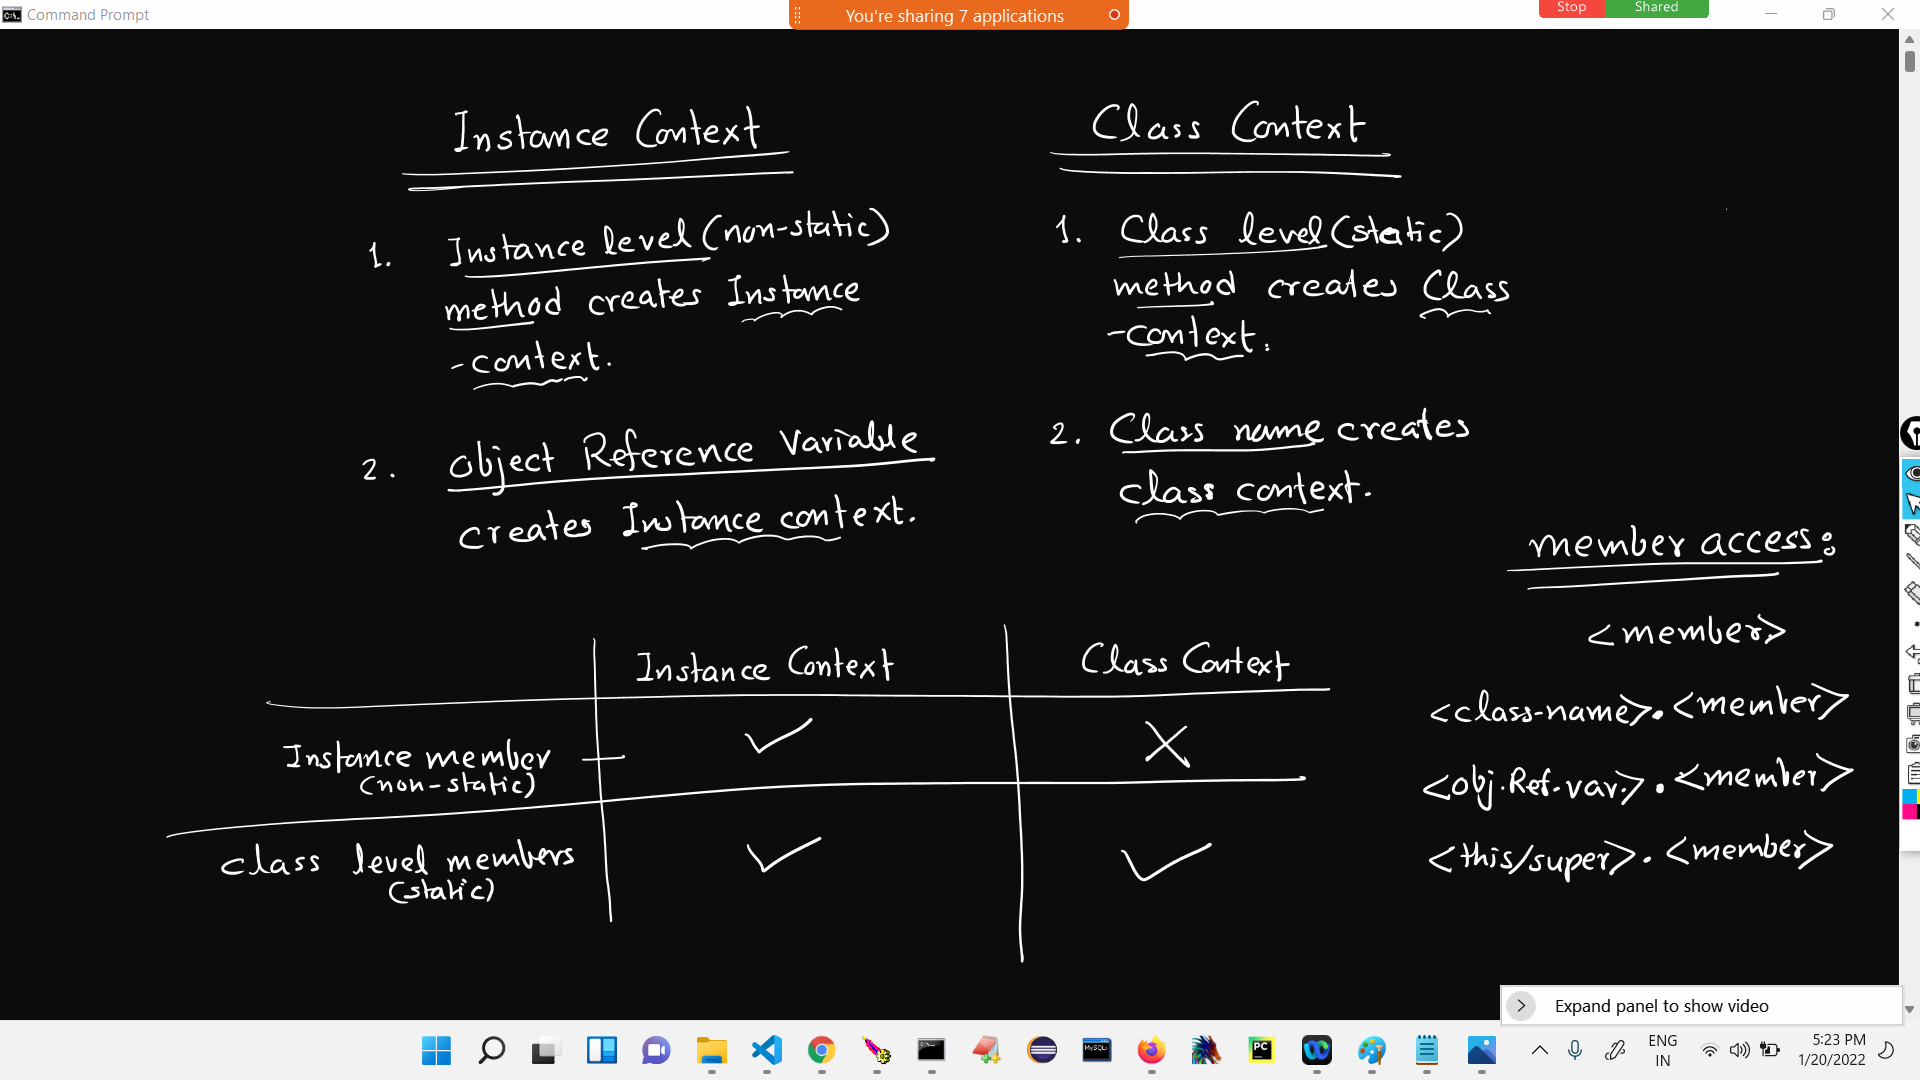 Command Prompt
You're sharing 7 applications
Stop
Shared
Instance Context
Class Context
1. Instance level (non-static)
method creates Instance
-context.
2. Object Reference Variable
creates Instance context.
1. Class level (static)
method creates Class
-context.
2. Class name creates
class context.
member access:
<member>
<class-name>.<member>
<obj.Ref.var.>.<member>
<this/super>.<member>
Instance Context
Class Context
Instance member
(non-static)
class level members
(static)
Expand panel to show video
MySQL
PC
ENG
IN
5:23 PM
1/20/2022